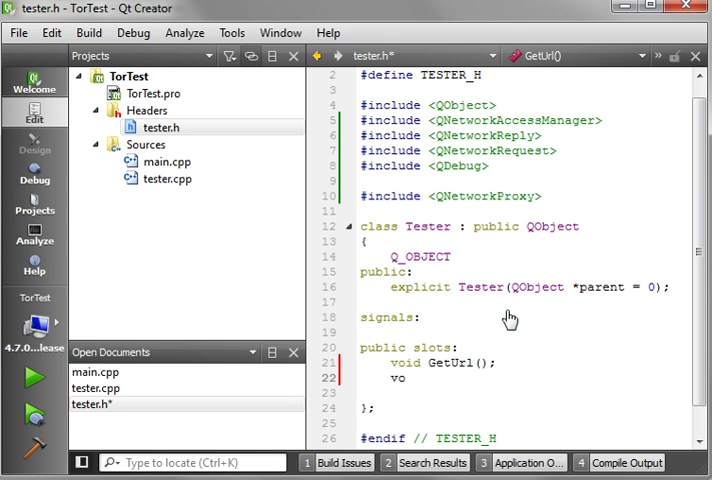 tester.h - TorTest - Qt Creator
File Edit Build Debug Analyze Tools Window Help
Projects
tester.h*
GetUrl()
»
Welcome
Edit
Design
Debug
Projects
Analyze
Help
TorTest
4.7.0...lease
TorTest
TorTest.pro
Headers
tester.h
Sources
main.cpp
tester.cpp
Open Documents
main.cpp
tester.cpp
tester.h*
2 #define TESTER_H
3
4 #include <QObject>
5 #include <QNetworkAccessManager>
6 #include <QNetworkReply>
7 #include <QNetworkRequest>
8 #include <QDebug>
9
10 #include <QNetworkProxy>
11
12 class Tester : public QObject
13 {
14 Q_OBJECT
15 public:
16 explicit Tester(QObject *parent = 0);
17
18 signals:
19
20 public slots:
21 void GetUrl();
22 vo
23
24 };
25
26 #endif // TESTER_H
Type to locate (Ctrl+K)
1 Build Issues
2 Search Results
3 Application O...
4 Compile Output